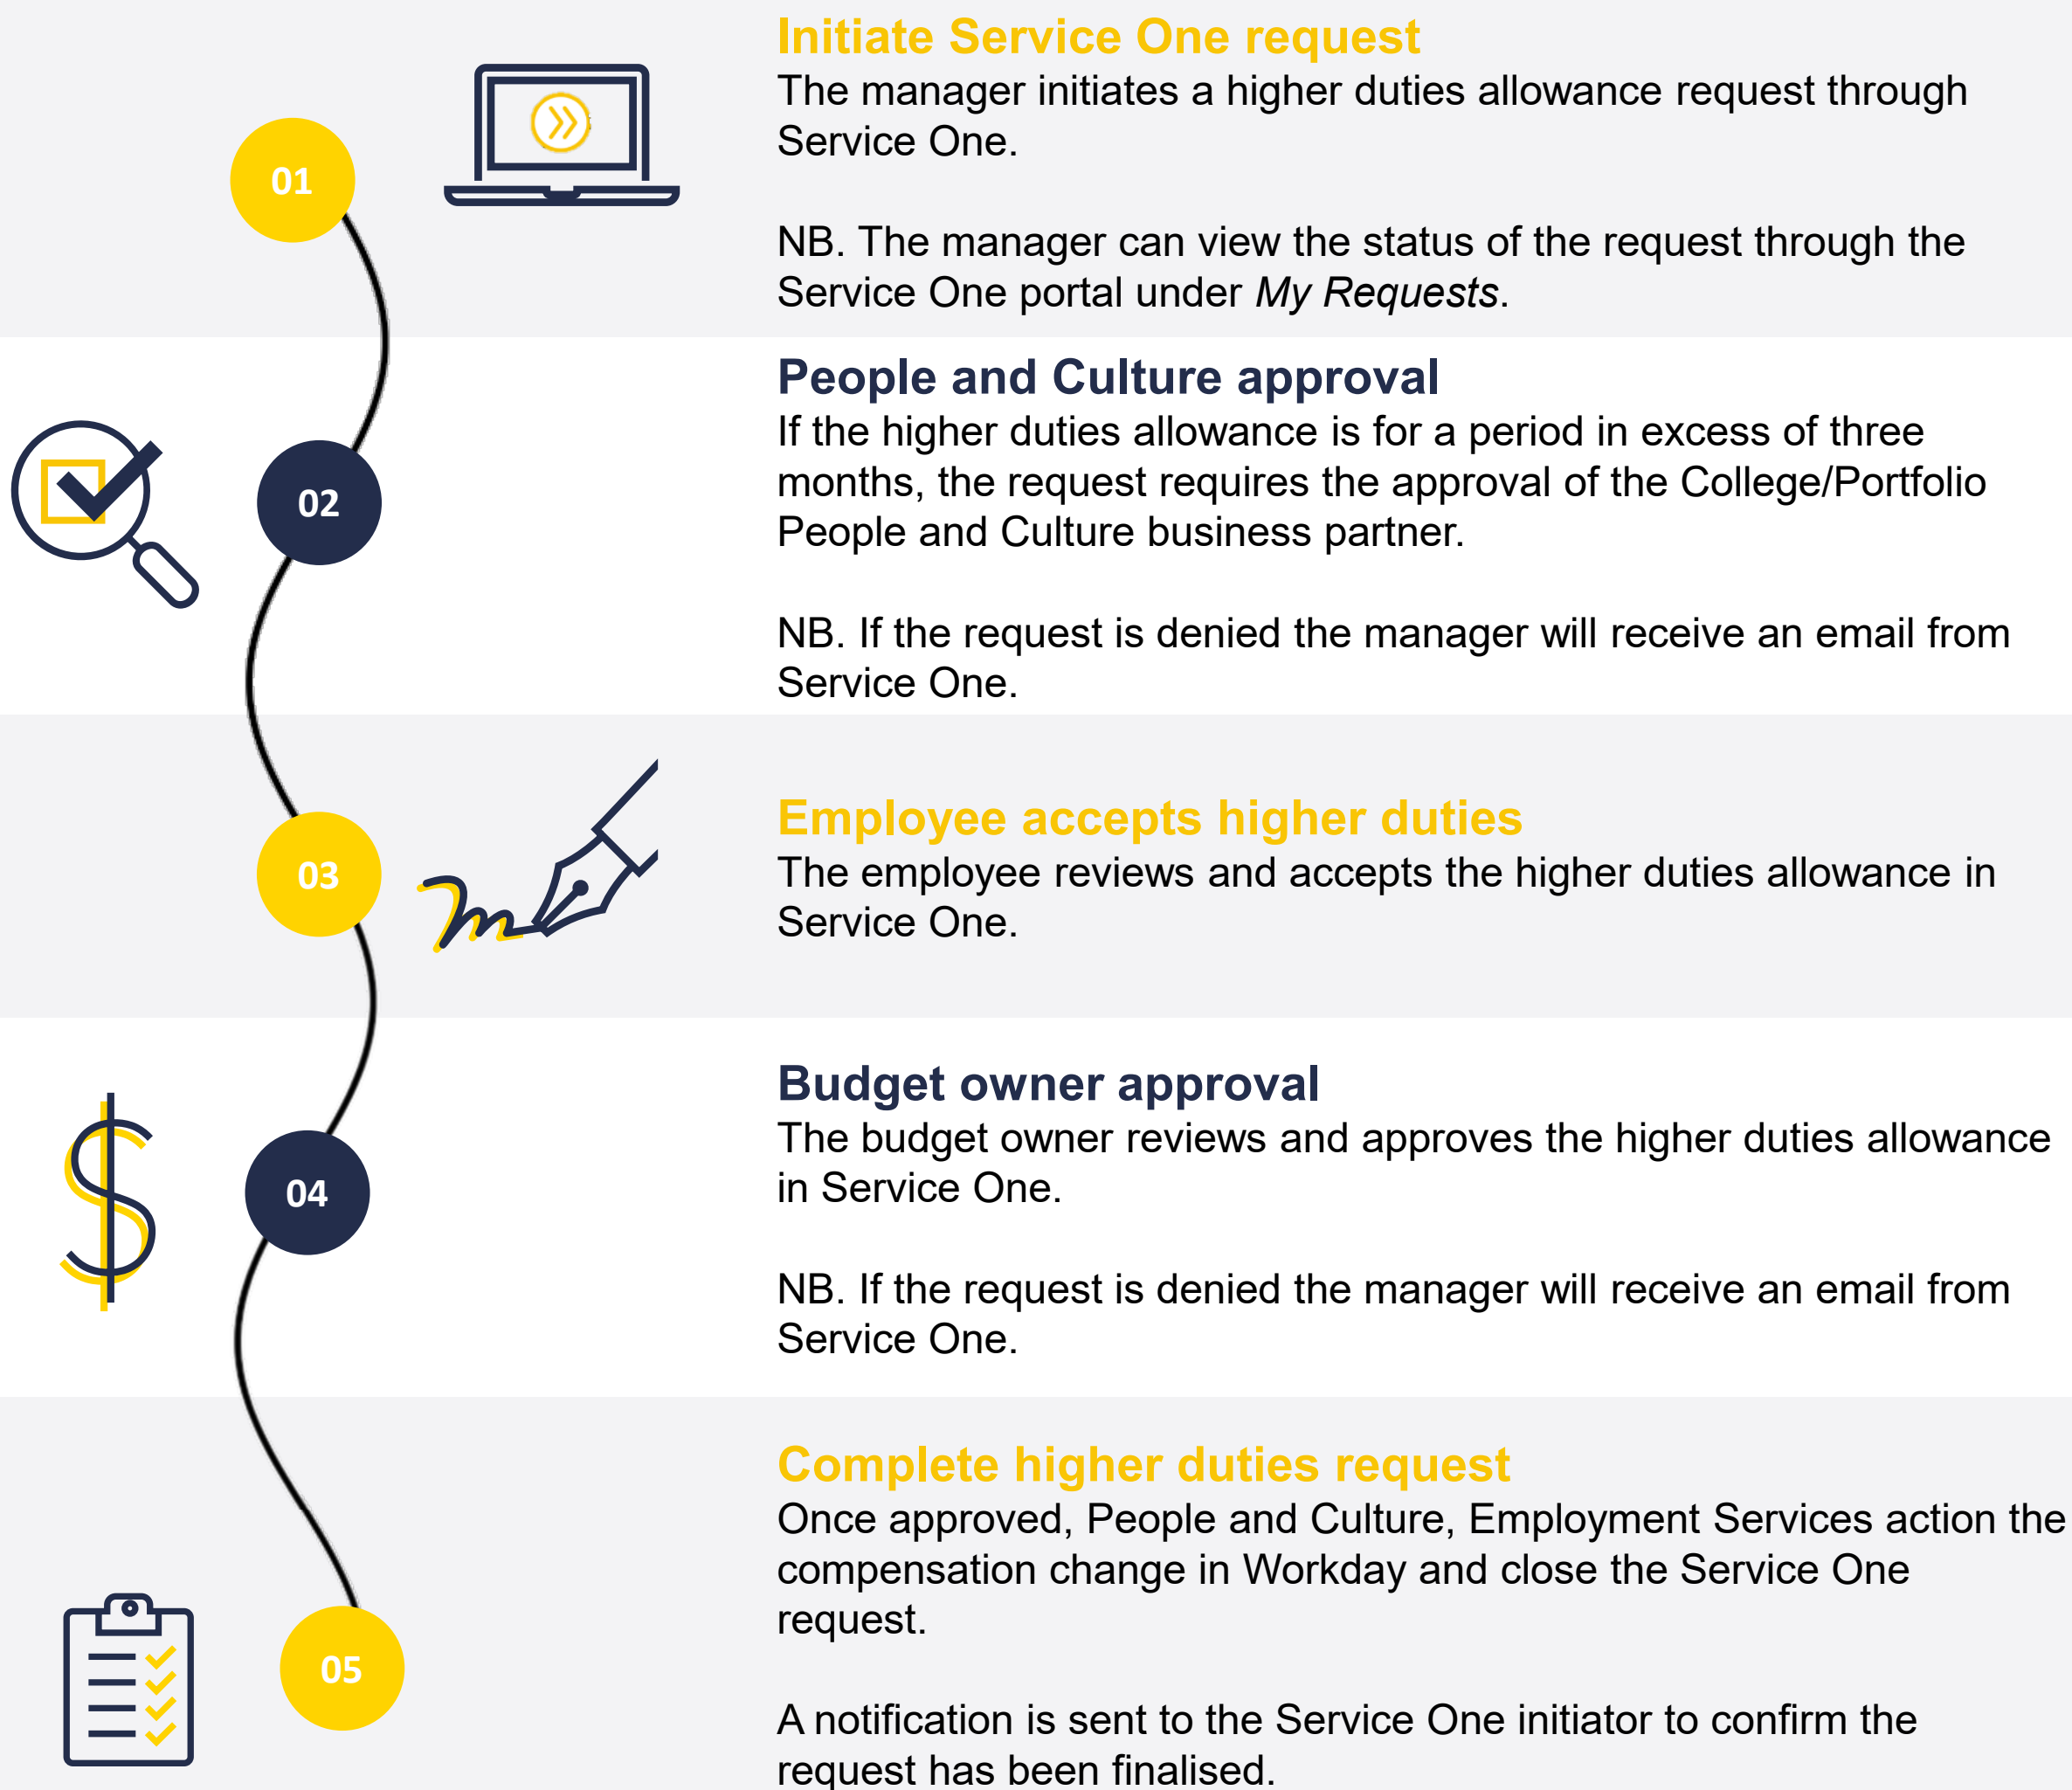 Initiate Service One request
The manager initiates a higher duties allowance request through
Service One.
NB. The manager can view the status of the request through the
Service One portal under My Requests.
01
People and Culture approval
If the higher duties allowance is for a period in excess of three
months, the request requires the approval of the College/Portfolio
People and Culture business partner.
NB. If the request is denied the manager will receive an email from
Service One.
02
Employee accepts higher duties
The employee reviews and accepts the higher duties allowance in
Service One.
03
Budget owner approval
The budget owner reviews and approves the higher duties allowance
in Service One.
NB. If the request is denied the manager will receive an email from
Service One.
04
Complete higher duties request
Once approved, People and Culture, Employment Services action the
compensation change in Workday and close the Service One
request.
A notification is sent to the Service One initiator to confirm the
request has been finalised.
05